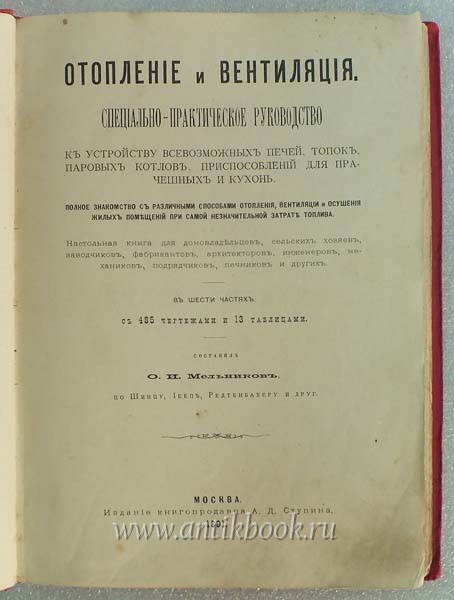 ОТОПЛЕНІЕ и ВЕНТИЛЯЦІЯ.
СПЕЦІАЛЬНО-ПРАКТИЧЕСКОЕ РУКОВОДСТВО
КЪ УСТРОЙСТВУ ВСЕВОЗМОЖНЫХЪ ПЕЧЕЙ, ТОПОКЪ,
ПАРОВЫХЪ КОТЛОВЪ, ПРИСПОСОБЛЕНІЙ ДЛЯ ПРА-
ЧЕШНЫХЪ И КУХОНЬ.
ПОЛНОЕ ЗНАКОМСТВО СЪ РАЗЛИЧНЫМИ СПОСОБАМИ ОТОПЛЕНІЯ, ВЕНТИЛЯЦІИ и ОСУШЕНІЯ
ЖИЛЫХЪ ПОМѢЩЕНІЙ ПРИ САМОЙ НЕЗНАЧИТЕЛЬНОЙ ЗАТРАТѢ ТОПЛИВА.
Настольная книга для домовладѣльцевъ, сельскихъ хозяевъ,
заводчиковъ, фабрикантовъ, архитекторовъ, инженеровъ, ме-
ханиковъ, подрядчиковъ, печниковъ и другихъ.
ВЪ ШЕСТИ ЧАСТЯХЪ.
СЪ 435 ЧЕРТЕЖАМИ И 13 ТАБЛИЦАМИ.
СОСТАВИЛЪ
Мельниковъ,
ПО ШИНЦУ, РЕДТЕНБАХЕРУ И ДРУГ.
МОСКВА.
Изданіе книгопродавца А. Д. Ступина.
www.antikbook.ru